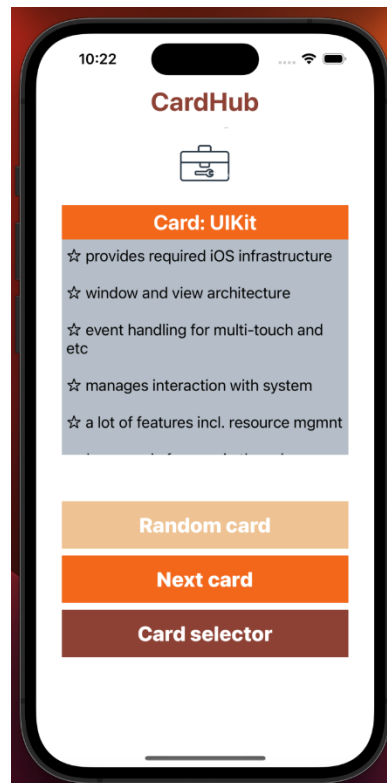 10:22
CardHub
Card: UIKit
☆ provides required iOS infrastructure
☆ window and view architecture
☆ event handling for multi-touch and
etc
☆ manages interaction with system
☆ a lot of features incl. resource mgmnt
Random card
Next card
Card selector